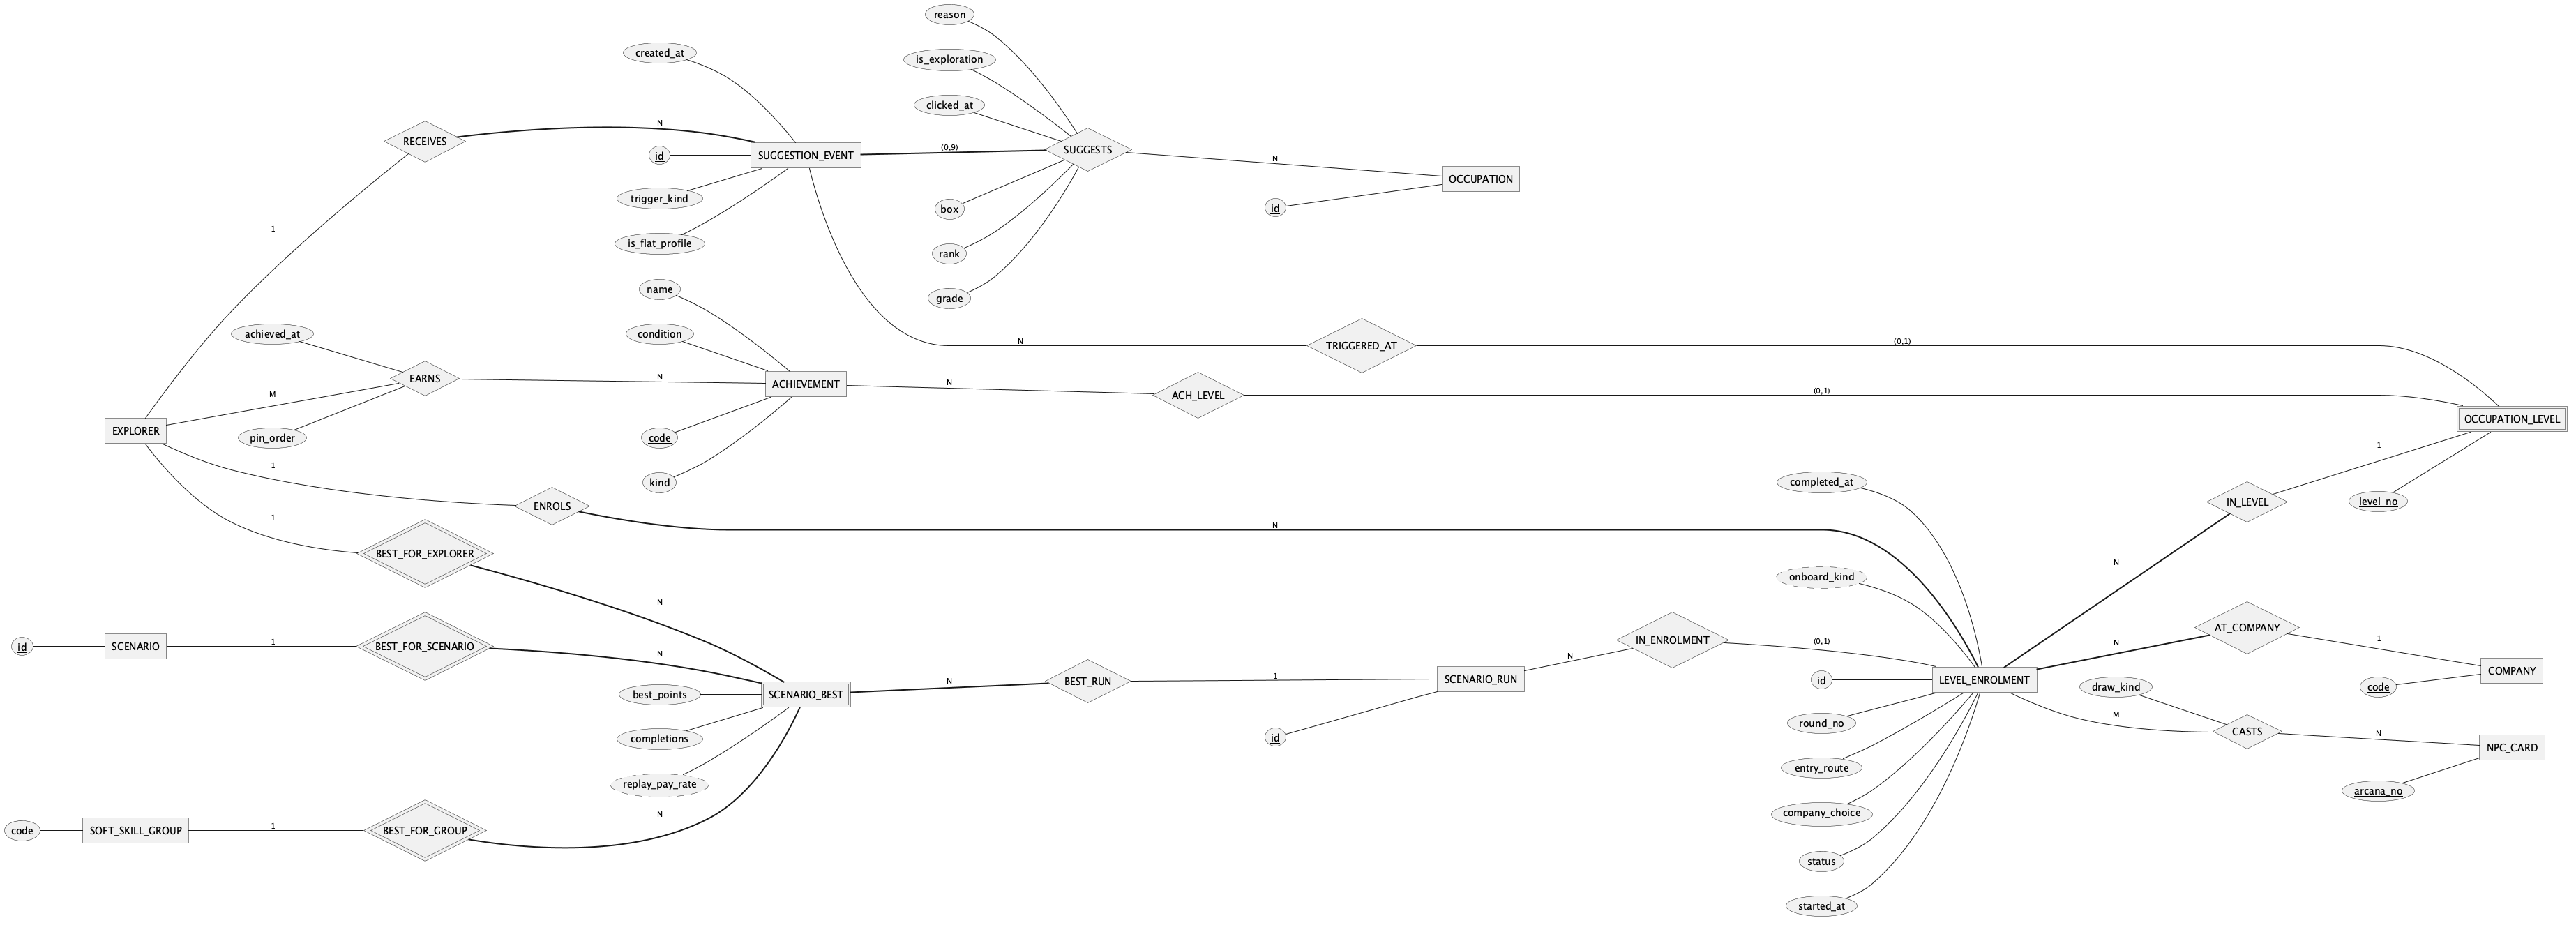 reason
created_at
is_exploration
clicked_at
N
RECEIVES
(0,9)
SUGGESTS
id
SUGGESTION_EVENT
N
OCCUPATION
trigger_kind
box
id
1
is_flat_profile
rank
name
grade
achieved_at
condition
N
TRIGGERED_AT
(0,1)
EARNS
N
ACHIEVEMENT
N
ACH_LEVEL
(0,1)
M
EXPLORER
pin_order
code
OCCUPATION_LEVEL
1
1
kind
completed_at
ENROLS
IN_LEVEL
level_no
1
N
BEST_FOR_EXPLORER
N
onboard_kind
N
1
SCENARIO
id
BEST_FOR_SCENARIO
N
IN_ENROLMENT
(0,1)
N
AT_COMPANY
1
N
best_points
SCENARIO_BEST
N
BEST_RUN
1
SCENARIO_RUN
id
LEVEL_ENROLMENT
COMPANY
draw_kind
code
completions
id
round_no
M
CASTS
N
NPC_CARD
replay_pay_rate
entry_route
arcana_no
code
SOFT_SKILL_GROUP
1
BEST_FOR_GROUP
N
company_choice
status
started_at